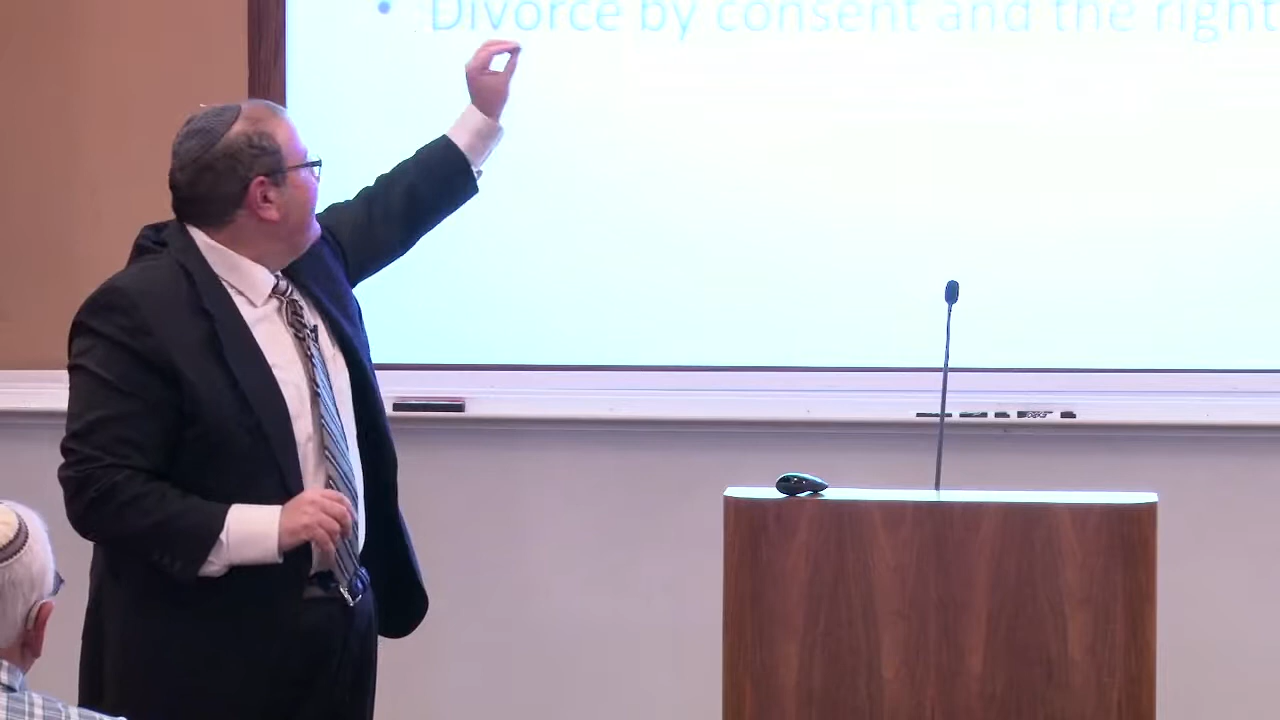 • Divorce by consent and the right